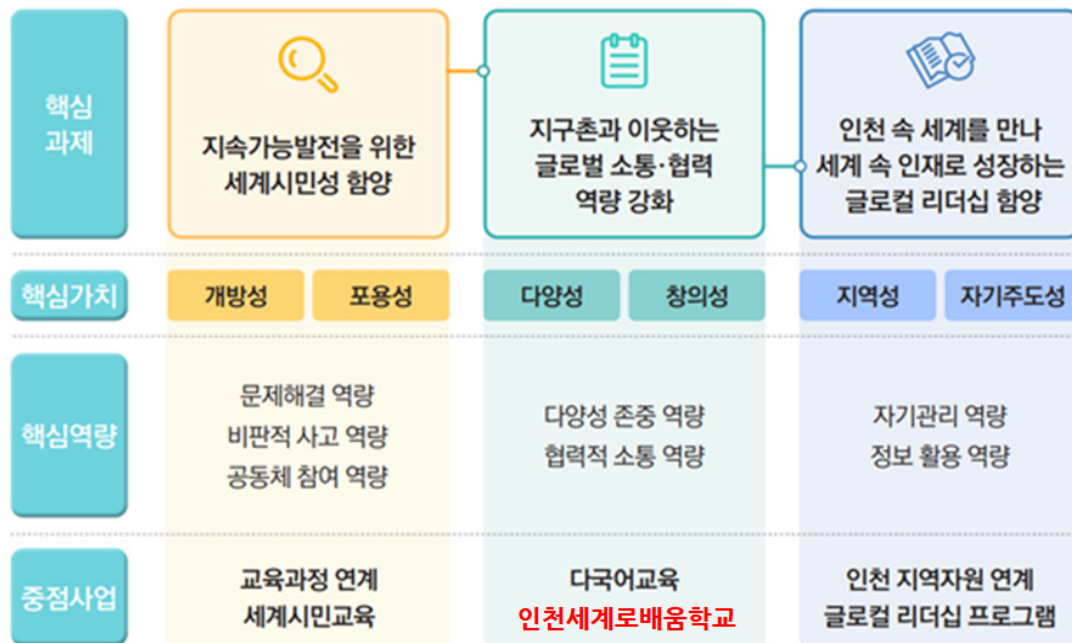 핵심
과제
지속가능발전을 위한
세계시민성 함양
지구촌과 이웃하는
글로벌 소통·협력
역량 강화
인천 속 세계를 만나
세계 속 인재로 성장하는
글로컬 리더십 함양
핵심가치
개방성
포용성
다양성
창의성
지역성
자기주도성
핵심역량
문제해결 역량
비판적 사고 역량
공동체 참여 역량
다양성 존중 역량
협력적 소통 역량
자기관리 역량
정보 활용 역량
중점사업
교육과정 연계
세계시민교육
다국어교육
인천세계로배움학교
인천 지역자원 연계
글로컬 리더십 프로그램